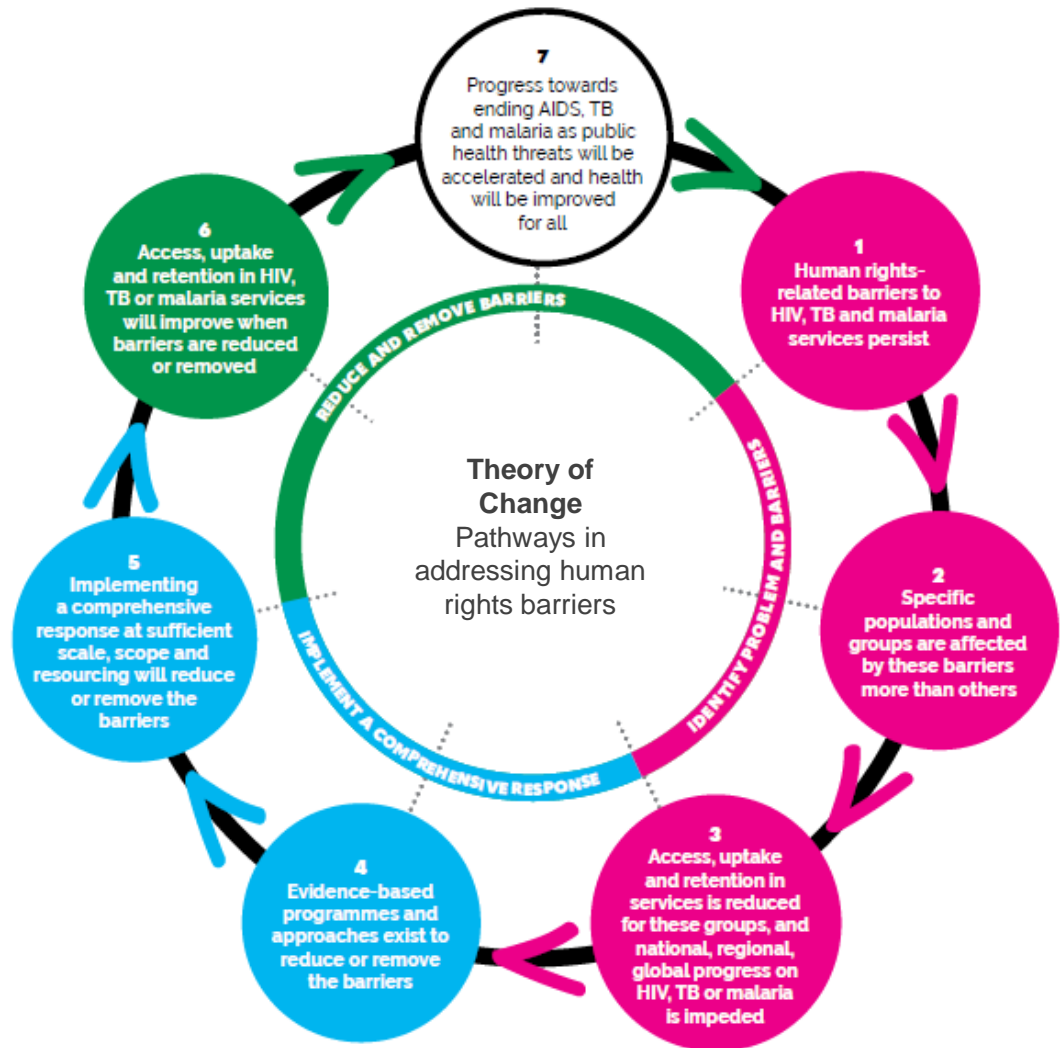 7
Progress towards
ending AIDS, TB
and malaria as public
health threats will be
accelerated and health
will be improved
for all
1
Human rights-
related barriers to
HIV, TB and malaria
services persist
2
Specific
populations and
groups are affected
by these barriers
more than others
3
Access, uptake
and retention in
services is reduced
for these groups, and
national, regional,
global progress on
HIV, TB or malaria
is impeded
4
Evidence-based
programmes and
approaches exist to
reduce or remove
the barriers
5
Implementing
a comprehensive
response at sufficient
scale, scope and
resourcing will reduce
or remove the
barriers
6
Access, uptake
and retention in HIV,
TB or malaria services
will improve when
barriers are reduced
or removed
REDUCE AND REMOVE BARRIERS
IDENTIFY PROBLEM AND BARRIERS
IMPLEMENT A COMPREHENSIVE RESPONSE
Theory of
Change
Pathways in
addressing human
rights barriers